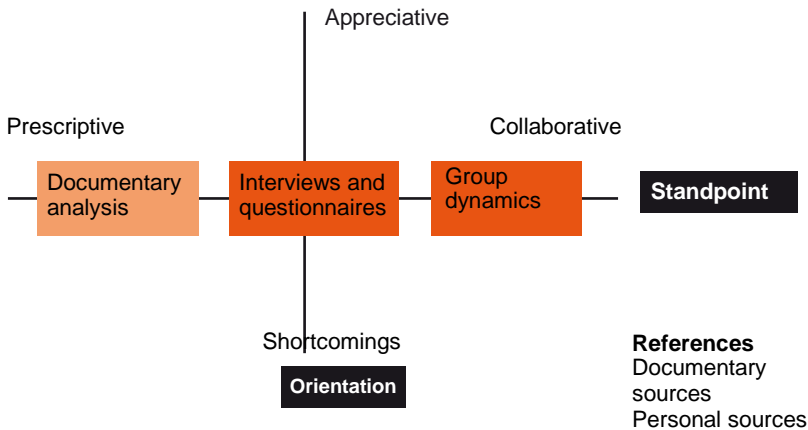 Appreciative
Prescriptive
Collaborative
Documentary
analysis
Interviews and
questionnaires
Group
dynamics
Standpoint
Shortcomings
Orientation
References
Documentary
sources
Personal sources